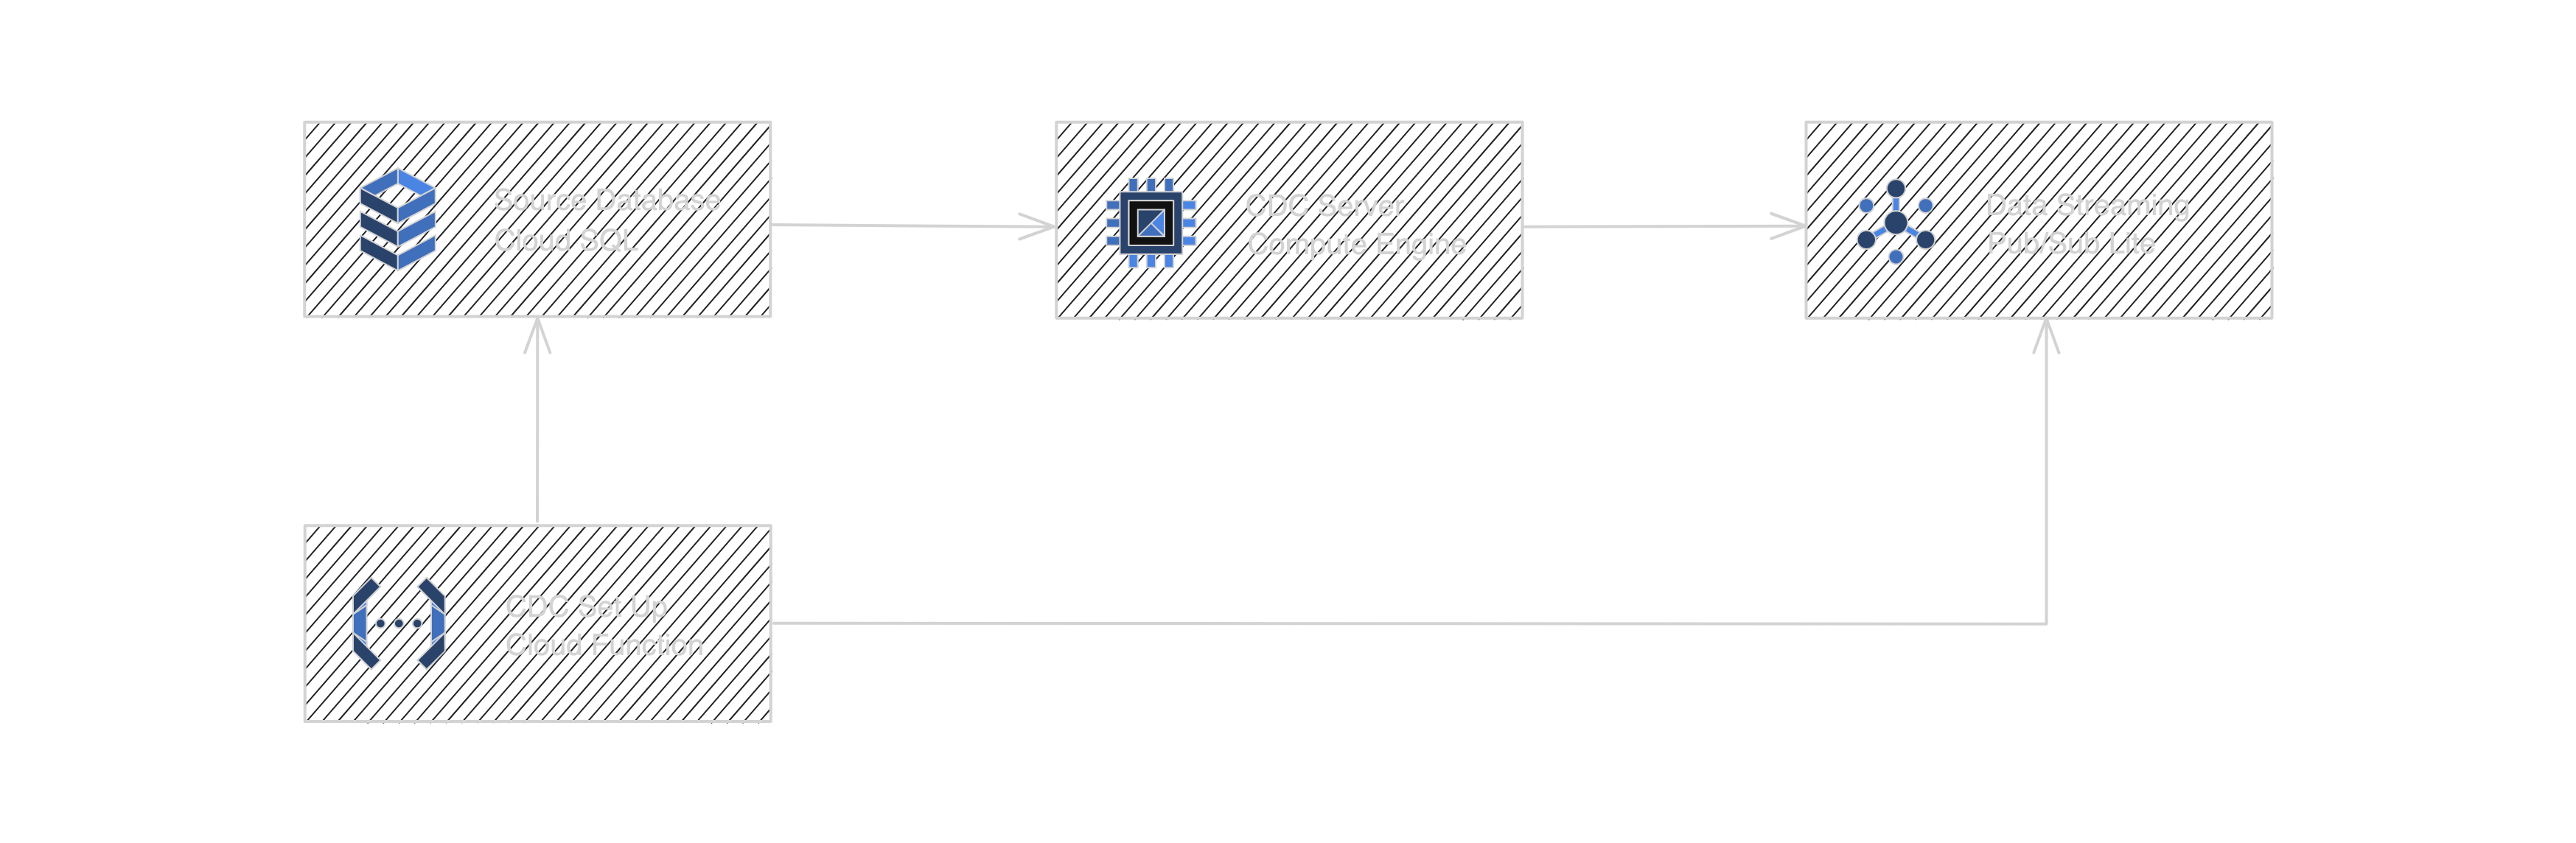 Source Database
Cloud SQL
CDC Server
Compute Engine
Data Streaming
Pub/Sub Lite
CDC Set Up
Cloud Function